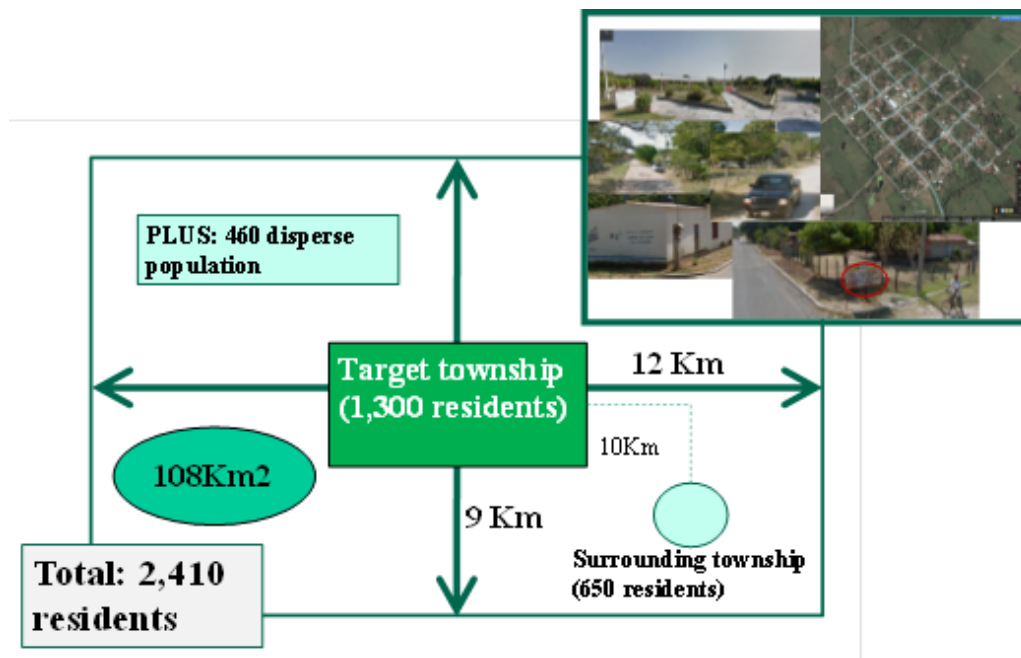 PLUS: 460 disperse
population
Target township
(1,300 residents)
12 Km
10Km
108Km2
9 Km
Surrounding township
(650 residents)
Total: 2,410
residents